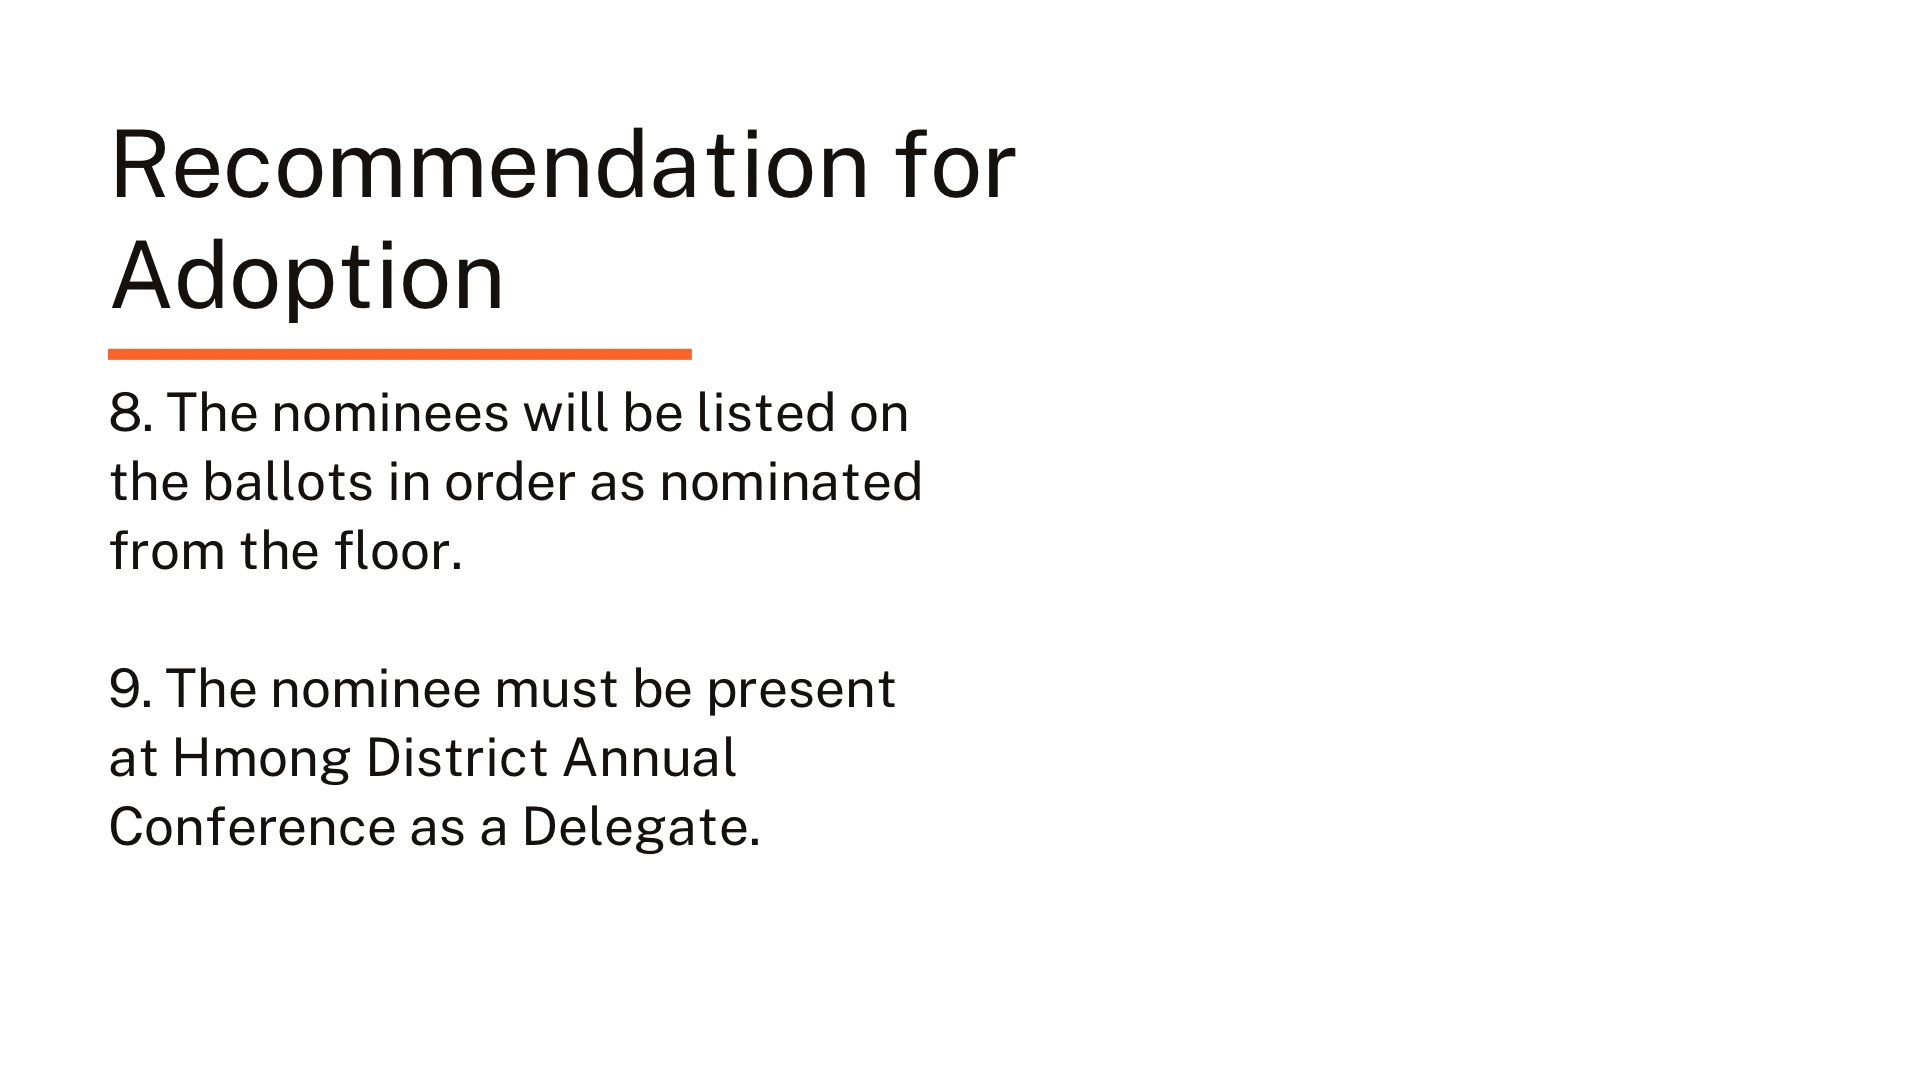 Recommendation for
Adoption
8. The nominees will be listed on
the ballots in order as nominated
from the floor.
9. The nominee must be present
at Hmong District Annual
Conference as a Delegate.